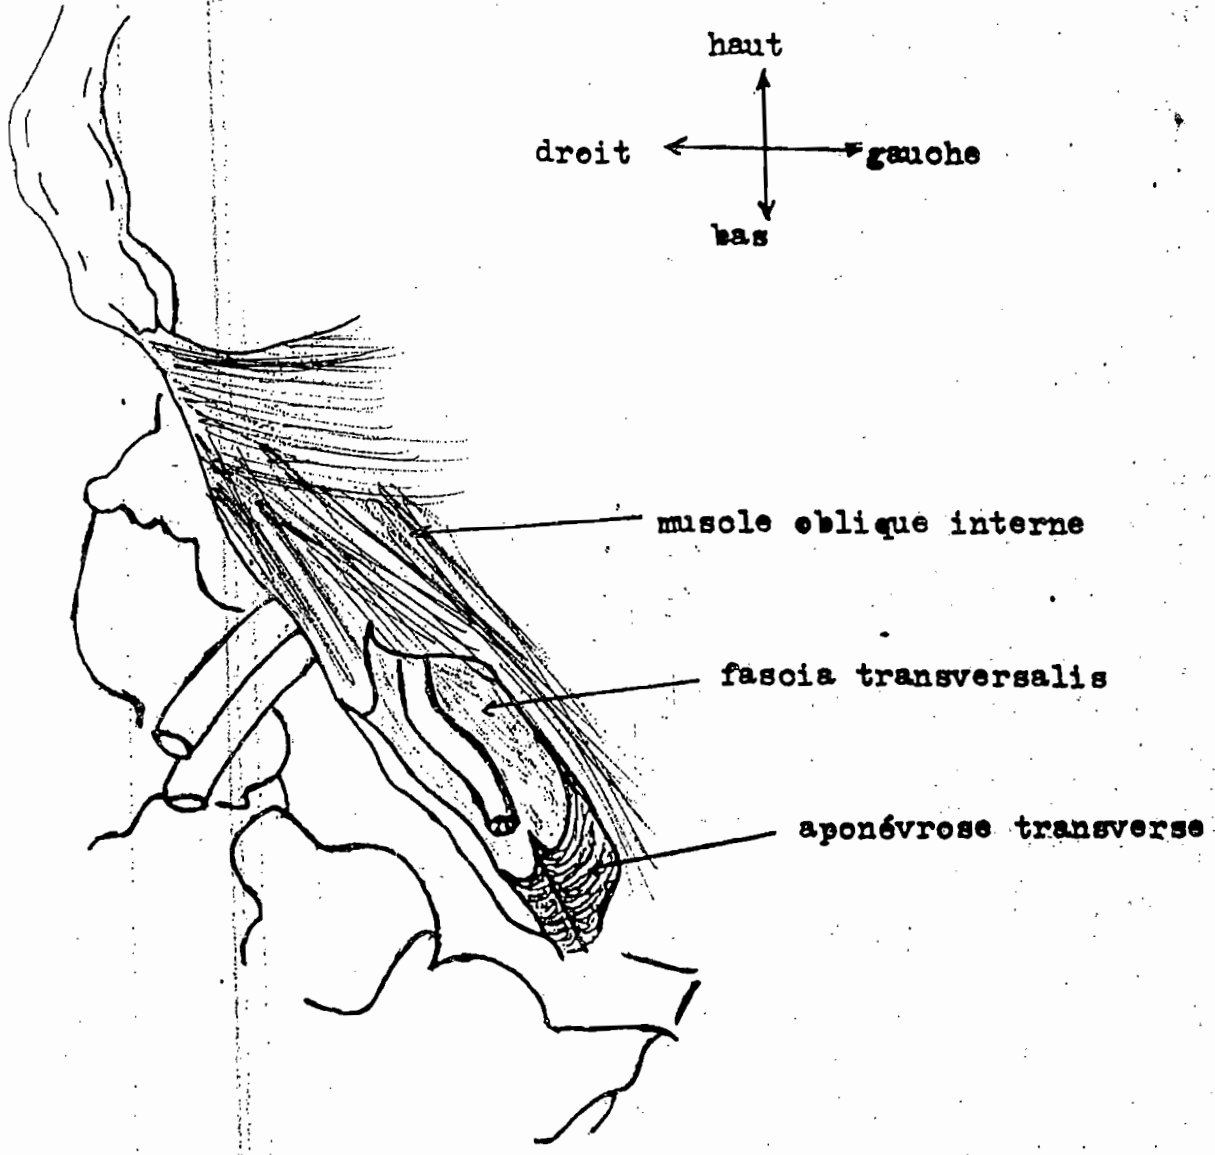 haut
droit
gauche
bas
muscle oblique interne
fascia transversalis
aponévrose transverse